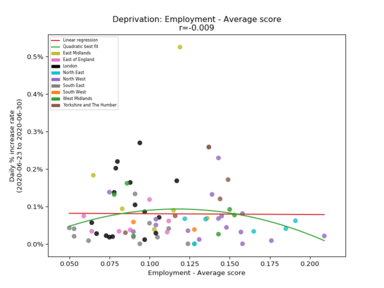 Deprivation: Employment - Average score
r=-0.009
Daily % increase rate
(2020-06-23 to 2020-06-30)
0.5%
0.4%
0.3%
0.2%
0.1%
0.0%
Linear regression
Quadratic best fit
East Midlands
East of England
London
North East
North West
South East
South West
West Midlands
Yorkshire and The Humber
0.050 0.075 0.100 0.125 0.150 0.175 0.200
Employment - Average score